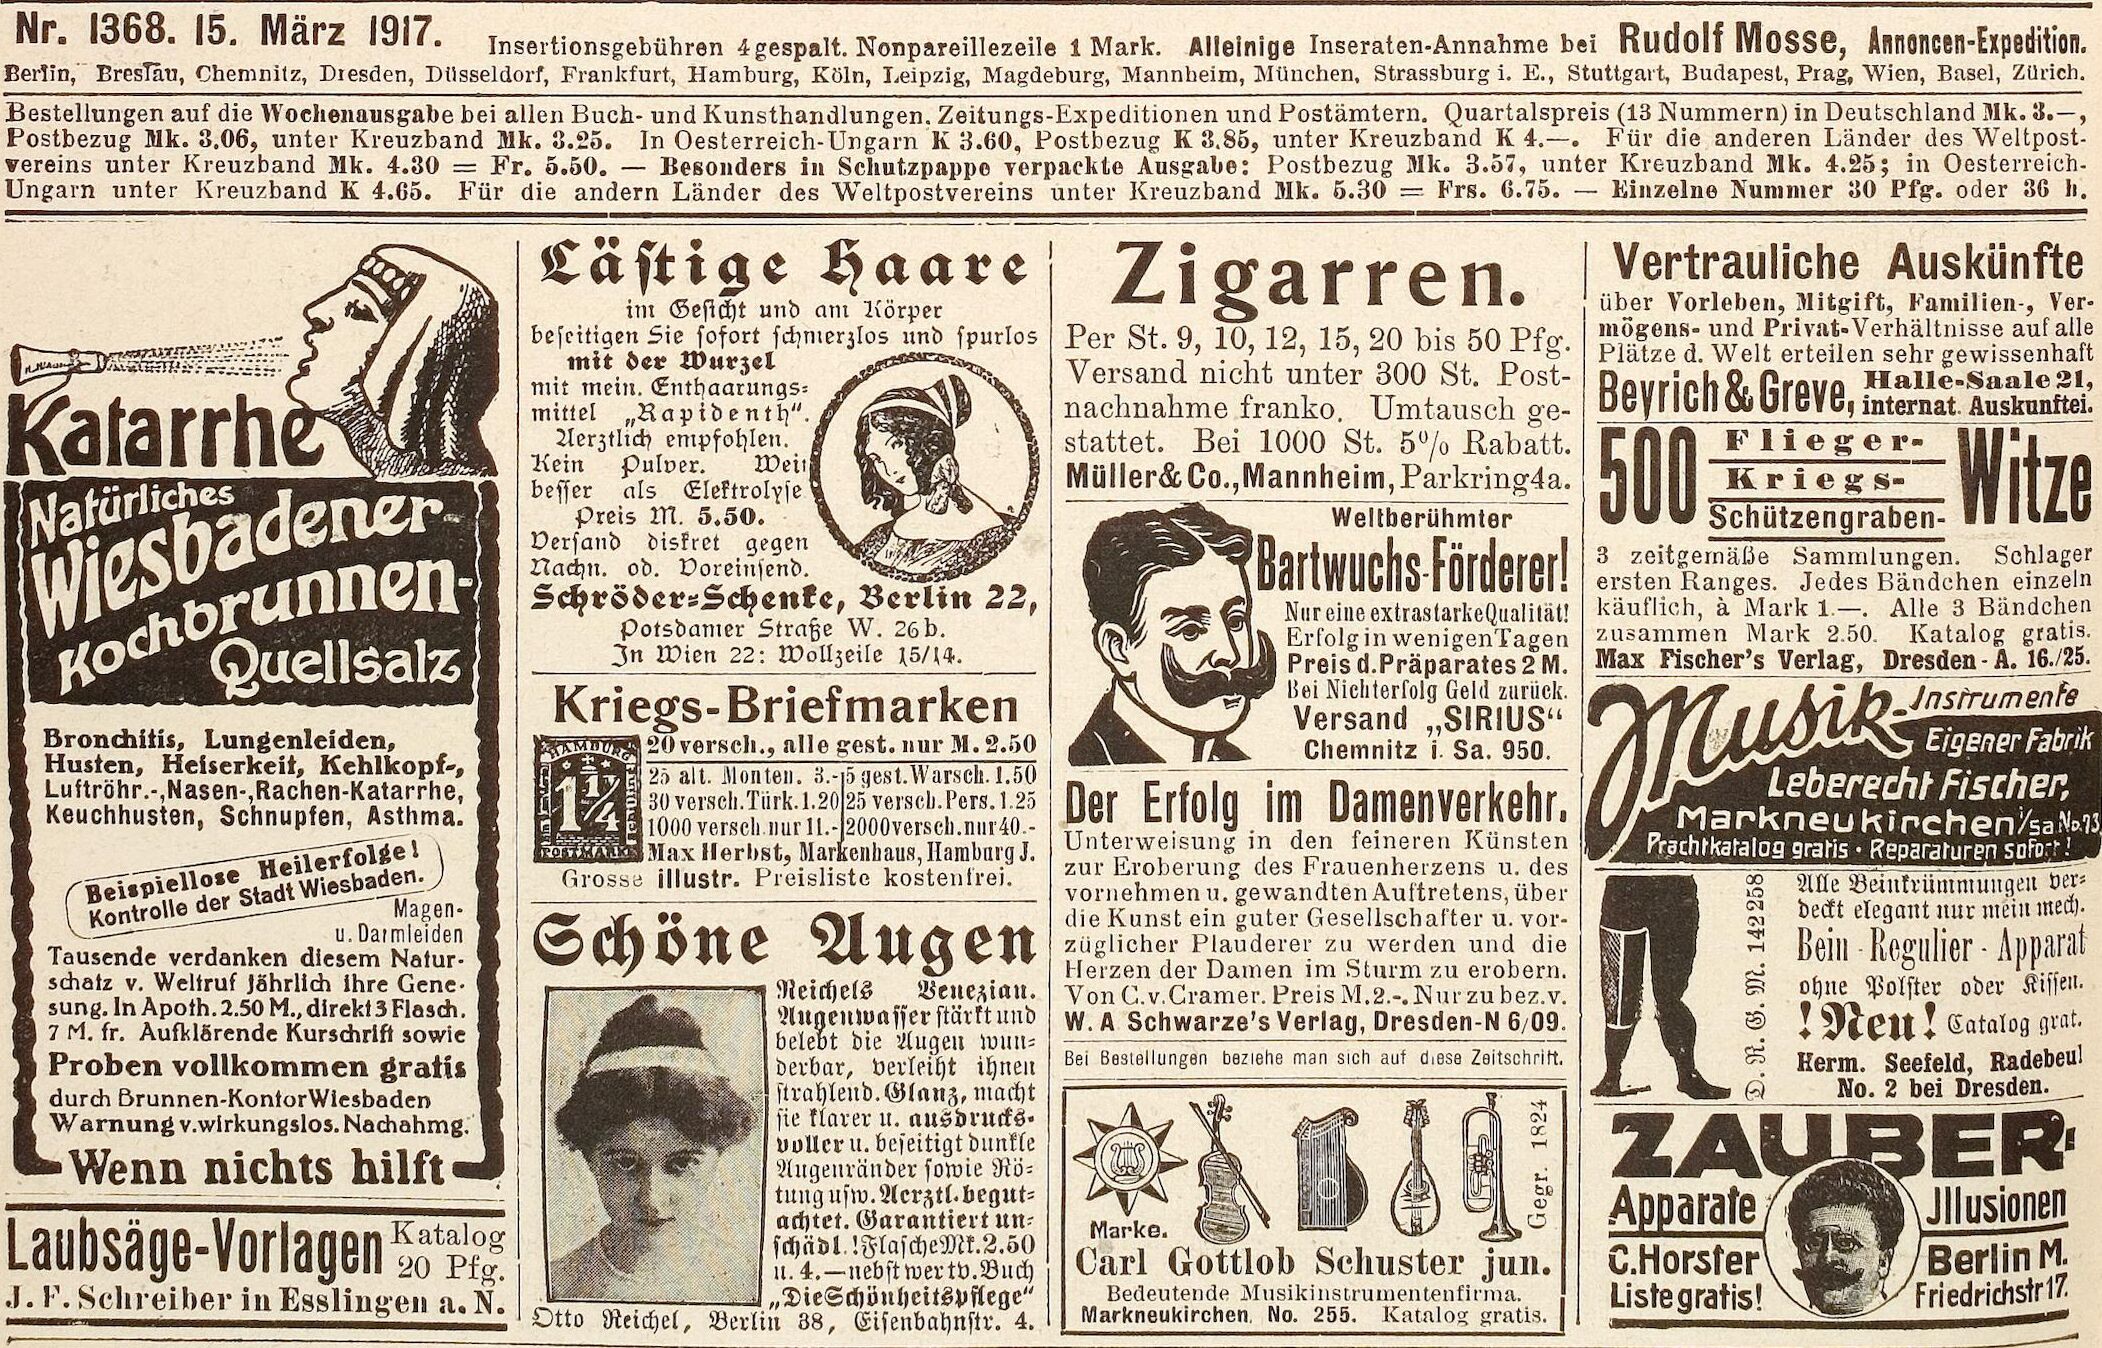 Nr. 1368. 15. März 1917.
Insertionsgebühren 4gespalt. Nonpareillezeile 1 Mark. Alleinige Inseraten-Annahme bei Rudolf Mosse, Annoncen-Expedition.
Berlin, Breslau, Chemnitz, Dresden, Düsseldorf, Frankfurt, Hamburg, Köln, Leipzig, Magdeburg, Mannheim, München, Strassburg i. E., Stuttgart, Budapest, Prag, Wien, Basel, Zürich.
Bestellungen auf die Wochenausgabe bei allen Buch- und Kunsthandlungen. Zeitungs-Expeditionen und Postämtern. Quartalspreis (13 Nummern) in Deutschland Mk. 3.—,
Postbezug Mk. 3.06, unter Kreuzband Mk. 3.25. In Oesterreich-Ungarn K 3.60, Postbezug K 3.85, unter Kreuzband K 4.—. Für die anderen Länder des Weltpost-
vereins unter Kreuzband Mk. 4.30 = Fr. 5.50. — Besonders in Schutzpappe verpackte Ausgabe: Postbezug Mk. 3.57, unter Kreuzband Mk. 4.25; in Oesterreich-
Ungarn unter Kreuzband K 4.65. Für die andern Länder des Weltpostvereins unter Kreuzband Mk. 5.30 = Frs. 6.75. — Einzelne Nummer 30 Pfg. oder 36 h.
Katarrhe
Natürliches
Wiesbadener
Kochbrunnen-
Quellsalz
Bronchitis, Lungenleiden,
Husten, Heiserkeit, Kehlkopf-,
Luftröhr.-, Nasen-, Rachen-Katarrhe,
Keuchhusten, Schnupfen, Asthma.
Beispiellose Heilerfolge!
Kontrolle der Stadt Wiesbaden.
Magen-
u. Darmleiden
Tausende verdanken diesem Natur-
schatz v. Weltruf jährlich ihre Gene-
sung. In Apoth. 2.50 M., direkt 3 Flasch.
7 M. fr. Aufklärende Kurschrift sowie
Proben vollkommen gratis
durch Brunnen-Kontor Wiesbaden
Warnung v. wirkungslos. Nachahmg.
Wenn nichts hilft
Laubsäge-Vorlagen Katalog
20 Pfg.
J. F. Schreiber in Esslingen a. N.
Lästige Haare
im Gesicht und am Körper
beseitigen Sie sofort schmerzlos und spurlos
mit der Wurzel
mit mein. Enthaarungs-
mittel „Rapidenth“.
Aerztlich empfohlen.
Kein Pulver. Weit
besser als Elektrolyse
Preis M. 5.50.
Versand diskret gegen
Nachn. od. Voreinsend.
Schröder-Schenke, Berlin 22,
Potsdamer Straße W. 26b.
In Wien 22: Wollzeile 15/14.
Kriegs-Briefmarken
HAMBURG
1¼
POSTMARKE
20 versch., alle gest. nur M. 2.50
25 alt. Monten. 3.- 5 gest. Warsch. 1.50
30 versch. Türk. 1.20 25 versch. Pers. 1.25
1000 versch. nur 11.- 2000 versch. nur 40.-
Max Herbst, Markenhaus, Hamburg J.
Grosse illustr. Preisliste kostenfrei.
Schöne Augen
Reichels Venezian.
Augenwasser stärkt und
belebt die Augen wun-
derbar, verleiht ihnen
strahlend. Glanz, macht
sie klarer u. ausdrucks-
voller u. beseitigt dunkle
Augenränder sowie Rö-
tung usw. Aerztl. begut-
achtet. Garantiert un-
schädl.! Flasche Mk. 2.50
u. 4.— nebst wertv. Buch
„Die Schönheitspflege“
Otto Reichel, Berlin 38, Eisenbahnstr. 4.
Zigarren.
Per St. 9, 10, 12, 15, 20 bis 50 Pfg.
Versand nicht unter 300 St. Post-
nachnahme franko. Umtausch ge-
stattet. Bei 1000 St. 5% Rabatt.
Müller & Co., Mannheim, Parkring 4a.
Weltberühmter
Bartwuchs-Förderer!
Nur eine extrastarke Qualität!
Erfolg in wenigen Tagen
Preis d. Präparates 2 M.
Bei Nichterfolg Geld zurück.
Versand „SIRIUS“
Chemnitz i. Sa. 950.
Der Erfolg im Damenverkehr.
Unterweisung in den feineren Künsten
zur Eroberung des Frauenherzens u. des
vornehmen u. gewandten Auftretens, über
die Kunst ein guter Gesellschafter u. vor-
züglicher Plauderer zu werden und die
Herzen der Damen im Sturm zu erobern.
Von C. v. Cramer. Preis M. 2.-. Nur zu bez. v.
W. A Schwarze's Verlag, Dresden-N 6/09.
Bei Bestellungen beziehe man sich auf diese Zeitschrift.
Marke.
Gegr. 1824
Carl Gottlob Schuster jun.
Bedeutende Musikinstrumentenfirma.
Markneukirchen. No. 255. Katalog gratis.
Vertrauliche Auskünfte
über Vorleben, Mitgift, Familien-, Ver-
mögens- und Privat-Verhältnisse auf alle
Plätze d. Welt erteilen sehr gewissenhaft
Beyrich & Greve, Halle-Saale 21,
internat. Auskunftei.
500 Flieger-
Kriegs-
Schützengraben- Witze
3 zeitgemäße Sammlungen. Schlager
ersten Ranges. Jedes Bändchen einzeln
käuflich, à Mark 1.—. Alle 3 Bändchen
zusammen Mark 2.50. Katalog gratis.
Max Fischer's Verlag, Dresden-A. 16./25.
Musik-Instrumente
Eigener Fabrik
Leberecht Fischer,
Markneukirchen i/Sa No. 73
Prachtkatalog gratis · Reparaturen sofort!
D. R. G. M. 142258
Alle Beinkrümmungen ver-
deckt elegant nur mein mech.
Bein-Regulier-Apparat
ohne Polster oder Kissen.
!Neu! Catalog grat.
Herm. Seefeld, Radebeul
No. 2 bei Dresden.
ZAUBER-
Apparate Illusionen
C. Horster Berlin M.
Liste gratis! Friedrichstr 17.